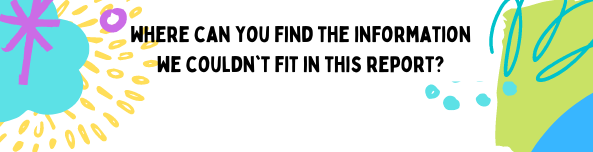 WHERE CAN YOU FIND THE INFORMATION
WE COULDN'T FIT IN THIS REPORT?